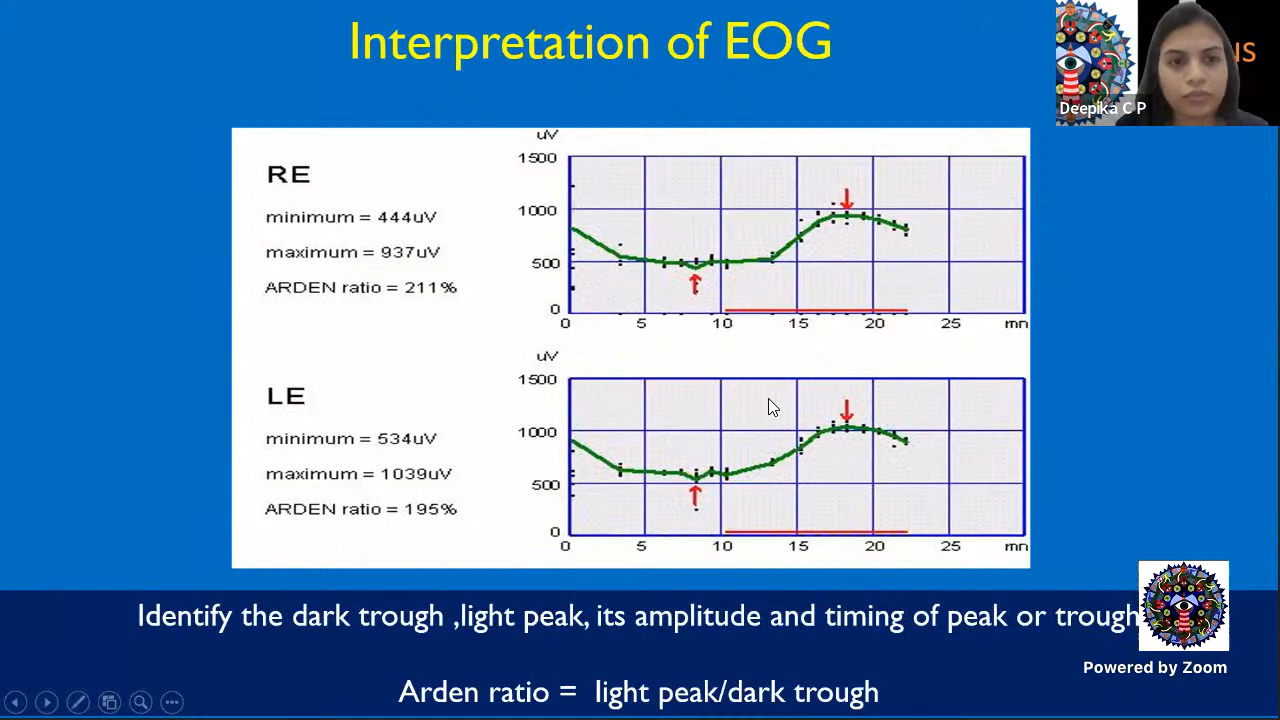 Interpretation of EOG
NS
Deepika C P
RE
minimum = 444uV
maximum = 937uV
ARDEN ratio = 211%
uV
1500
1000
500
0
0 5 10 15 20 25 mn
LE
minimum = 534uV
maximum = 1039uV
ARDEN ratio = 195%
uV
1500
1000
500
0
0 5 10 15 20 25 mn
Identify the dark trough ,light peak, its amplitude and timing of peak or trough
Powered by Zoom
Arden ratio = light peak/dark trough